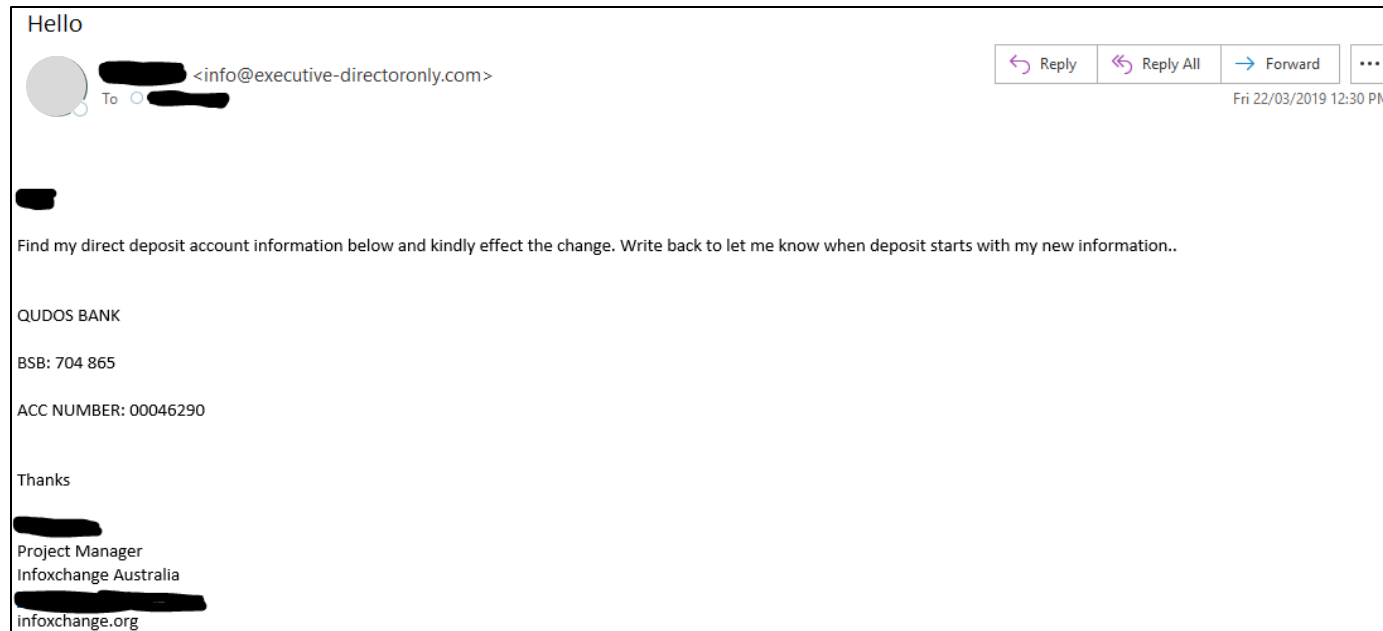 Hello
<info@executive-directoronly.com>
Reply
Reply All
Forward
To
Fri 22/03/2019 12:30 PM
Find my direct deposit account information below and kindly effect the change. Write back to let me know when deposit starts with my new information..
QUDOS BANK
BSB: 704 865
ACC NUMBER: 00046290
Thanks
Project Manager
Infoxchange Australia
infoxchange.org